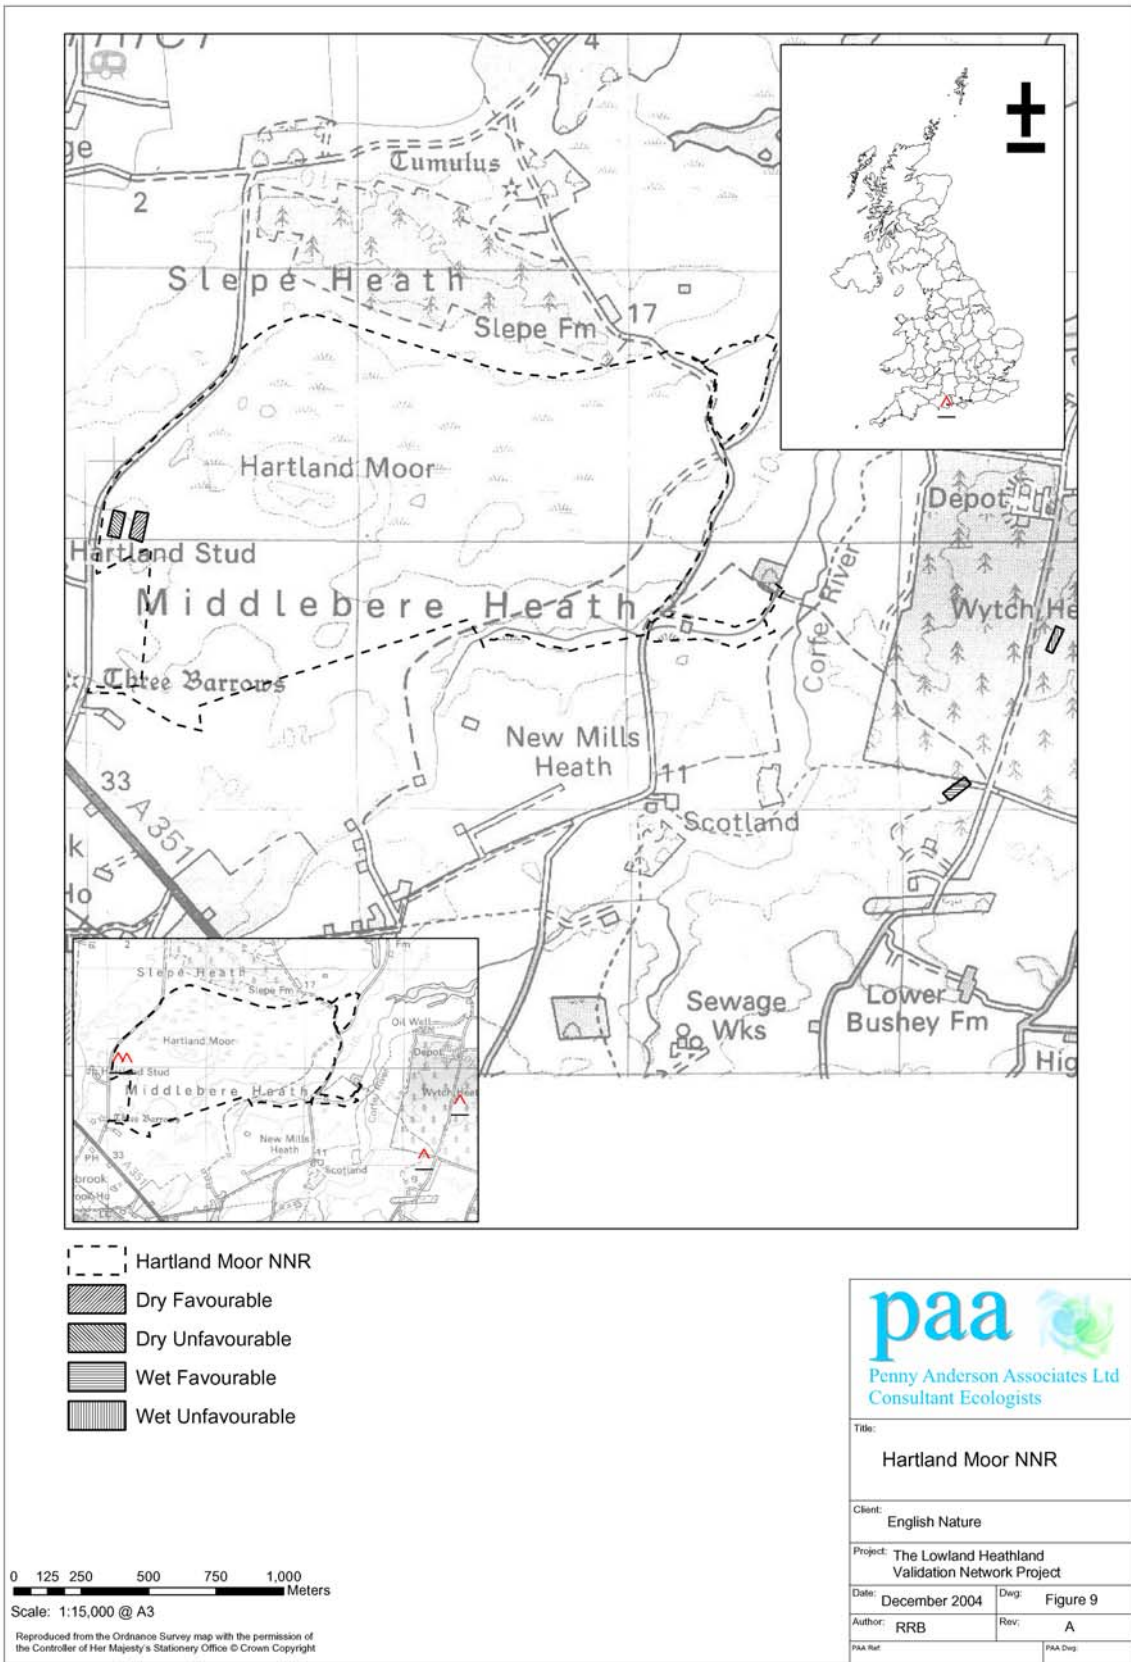 4
ge
2
Tumulus
Slepe Heath
17
Slepe Fm
Hartland Moor
Depot
Hartland Stud
Middlebere Heath
Corfe River
Wytch He
Three Barrows
New Mills
Heath
33
A 351
11
Scotland
k
Ho
Sewage
Wks
Lower
Bushey Fm
Hig
2
Fm
Slepe Heath
Slepe Fm
17
Oil Well
Hartland Moor
Depot
Hartland Stud
Middlebere Heath
Corfe River
Wytch Heat
Three Barrows
New Mills
Heath
PH
33
A 351
11
Scotland
brook
Hartland Moor NNR
Dry Favourable
Dry Unfavourable
Wet Favourable
Wet Unfavourable
0 125 250 500 750 1,000
Meters
Scale: 1:15,000 @ A3
Reproduced from the Ordnance Survey map with the permission of
the Controller of Her Majesty's Stationery Office © Crown Copyright
paa
Penny Anderson Associates Ltd
Consultant Ecologists
Title:
Hartland Moor NNR
Client:
English Nature
Project: The Lowland Heathland
Validation Network Project
Date: December 2004
Dwg: Figure 9
Author: RRB
Rev: A
PAA Ref:
PAA Dwg: